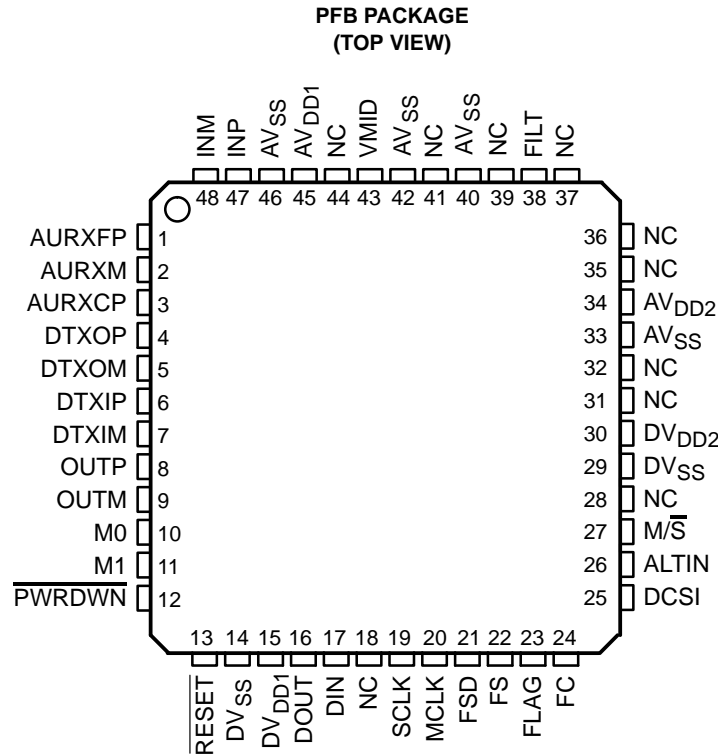 PFB PACKAGE
(TOP VIEW)
INM
INP
AVSS
AVDD1
NC
VMID
AVSS
NC
AVSS
NC
FILT
NC
48 47 46 45 44 43 42 41 40 39 38 37
AURXFP 1
AURXM 2
AURXCP 3
DTXOP 4
DTXOM 5
DTXIP 6
DTXIM 7
OUTP 8
OUTM 9
M0 10
M1 11
PWRDWN 12
36 NC
35 NC
34 AVDD2
33 AVSS
32 NC
31 NC
30 DVDD2
29 DVSS
28 NC
27 M/S
26 ALTIN
25 DCSI
13 14 15 16 17 18 19 20 21 22 23 24
RESET
DVSS
DVDD1
DOUT
DIN
NC
SCLK
MCLK
FSD
FS
FLAG
FC